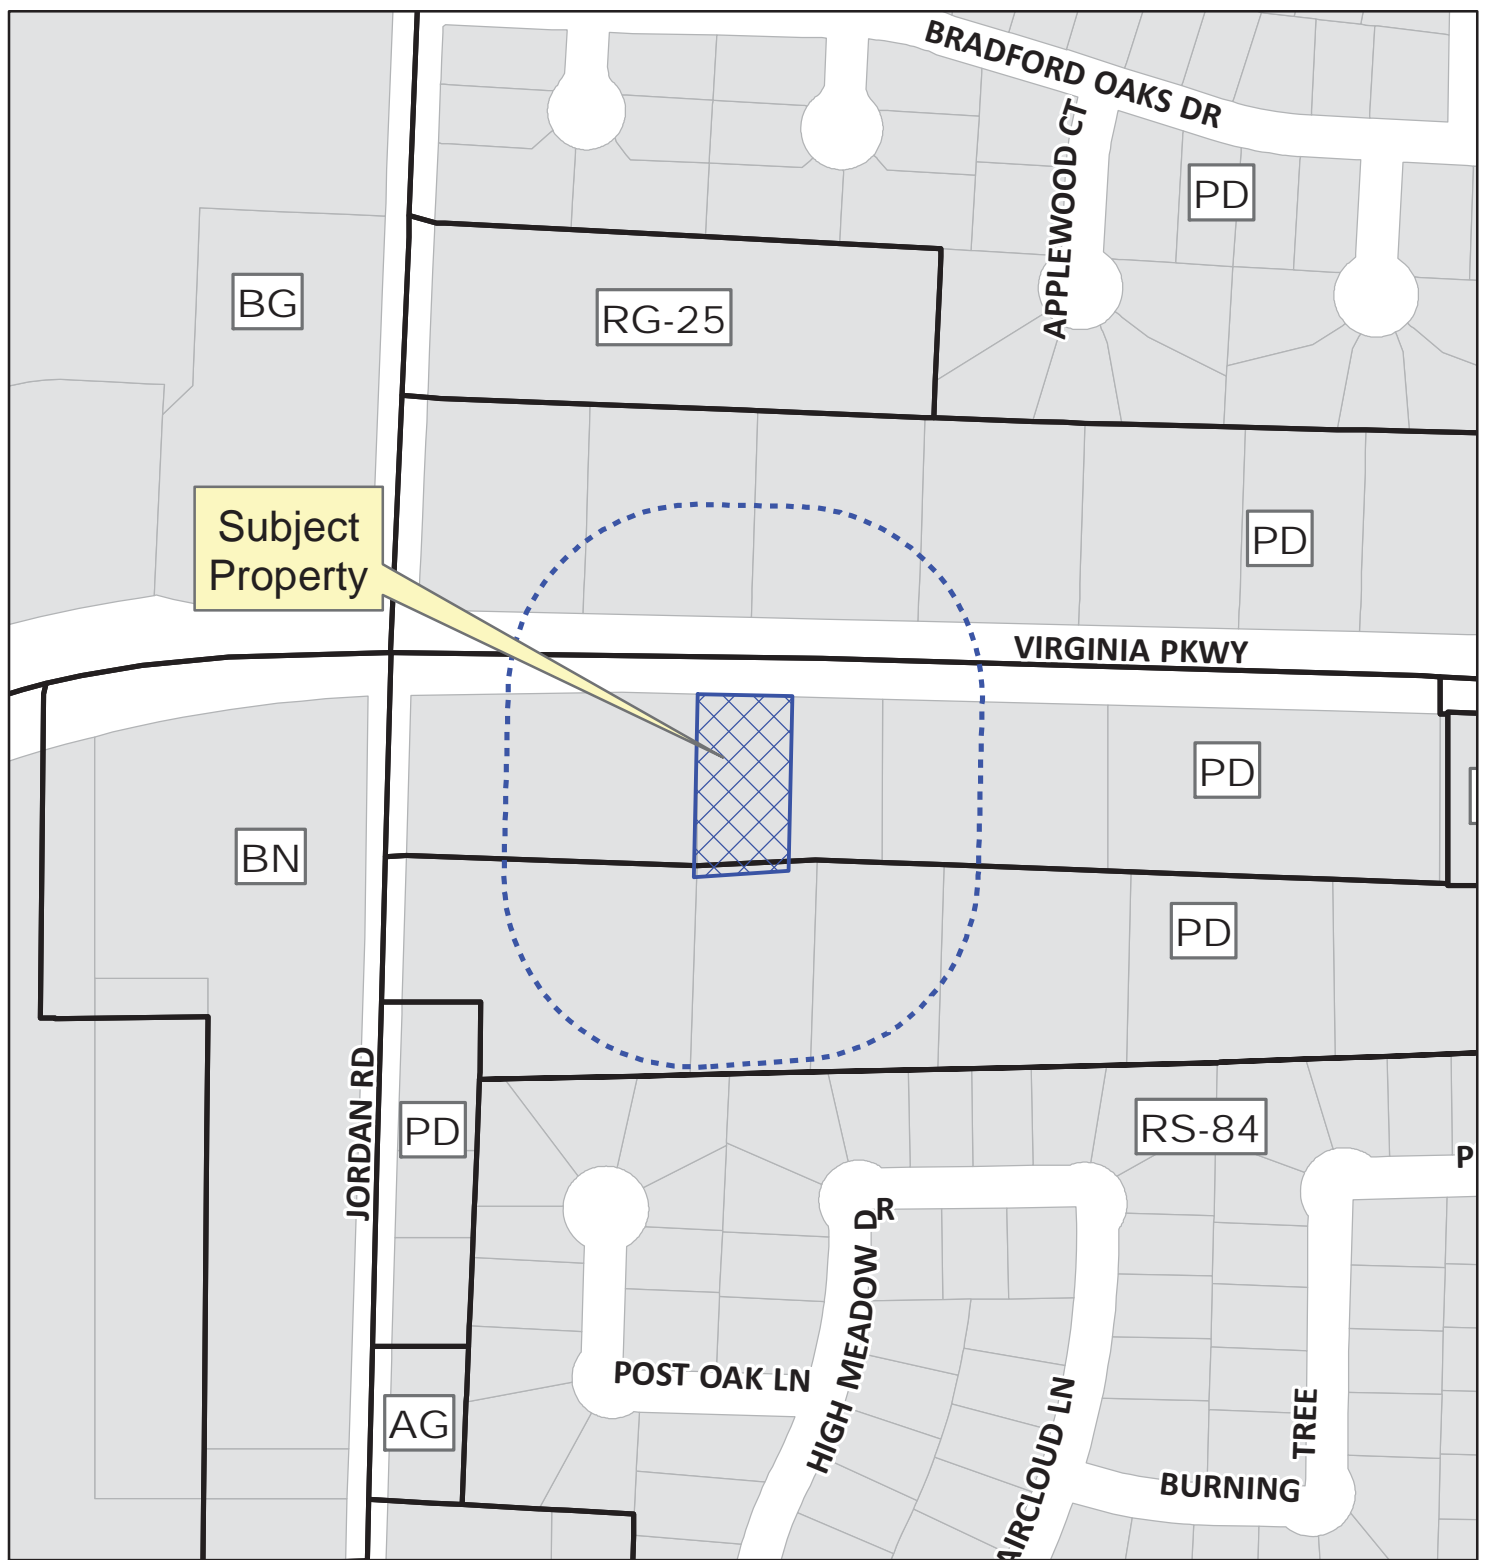 BRADFORD OAKS DR
APPLEWOOD CT
PD
BG
RG-25
Subject
Property
PD
VIRGINIA PKWY
PD
BN
PD
JORDAN RD
PD
RS-84
P
HIGH MEADOW DR
POST OAK LN
AG
AIRCLOUD LN
TREE
BURNING